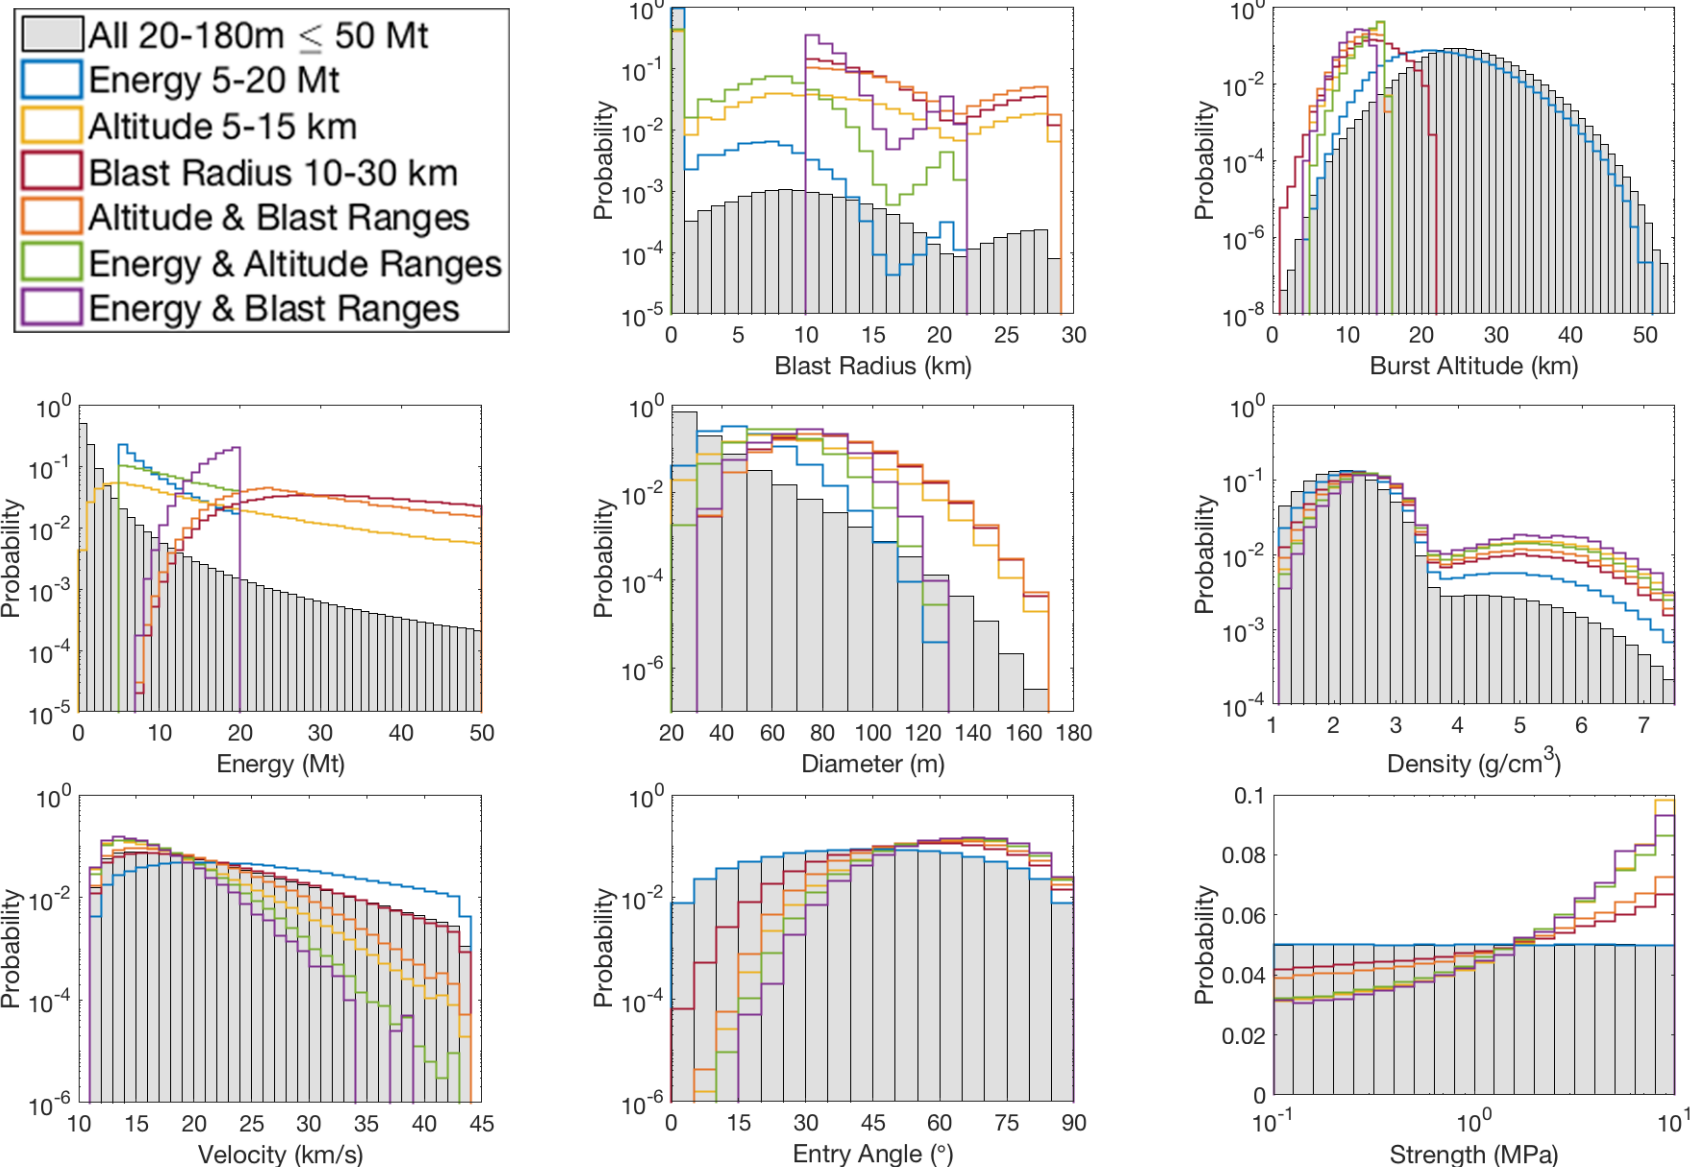 All 20-180m ≤ 50 Mt
Energy 5-20 Mt
Altitude 5-15 km
Blast Radius 10-30 km
Altitude & Blast Ranges
Energy & Altitude Ranges
Energy & Blast Ranges
Probability
10^0
10^-1
10^-2
10^-3
10^-4
10^-5
0 5 10 15 20 25 30
Blast Radius (km)
Probability
10^0
10^-2
10^-4
10^-6
10^-8
0 10 20 30 40 50
Burst Altitude (km)
Probability
10^0
10^-1
10^-2
10^-3
10^-4
10^-5
0 10 20 30 40 50
Energy (Mt)
Probability
10^0
10^-2
10^-4
10^-6
20 40 60 80 100 120 140 160 180
Diameter (m)
Probability
10^0
10^-1
10^-2
10^-3
10^-4
1 2 3 4 5 6 7
Density (g/cm^3)
Probability
10^0
10^-2
10^-4
10^-6
10 15 20 25 30 35 40 45
Velocity (km/s)
Probability
10^0
10^-2
10^-4
10^-6
0 15 30 45 60 75 90
Entry Angle (°)
Probability
0.1
0.08
0.06
0.04
0.02
0
10^-1 10^0 10^1
Strength (MPa)